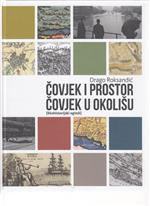 Drago Roksandić
ČOVJEK I PROSTOR
ČOVJEK U OKOLIŠU
(ekohistorijski ogledi)